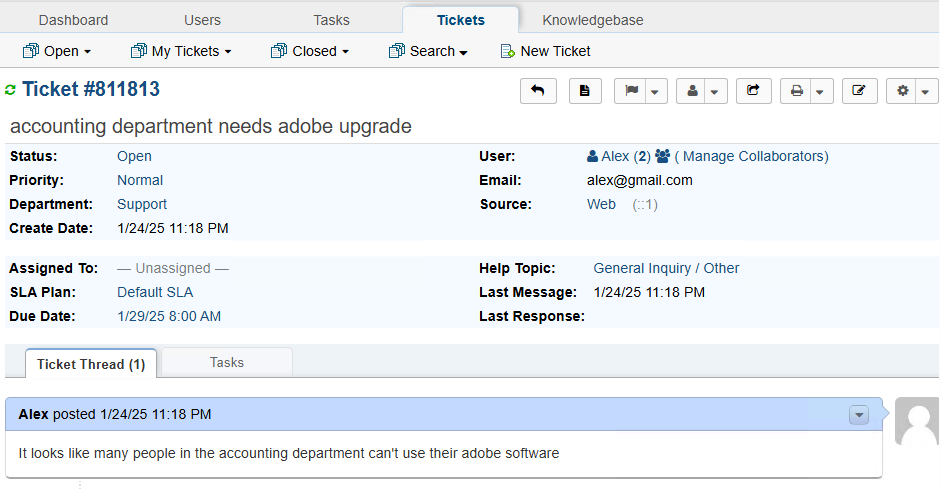 Dashboard Users Tasks Tickets Knowledgebase
Open My Tickets Closed Search New Ticket
Ticket #811813
accounting department needs adobe upgrade
Status: Open User: Alex (2) ( Manage Collaborators)
Priority: Normal Email: alex@gmail.com
Department: Support Source: Web (::1)
Create Date: 1/24/25 11:18 PM
Assigned To: — Unassigned — Help Topic: General Inquiry / Other
SLA Plan: Default SLA Last Message: 1/24/25 11:18 PM
Due Date: 1/29/25 8:00 AM Last Response:
Ticket Thread (1) Tasks
Alex posted 1/24/25 11:18 PM
It looks like many people in the accounting department can't use their adobe software